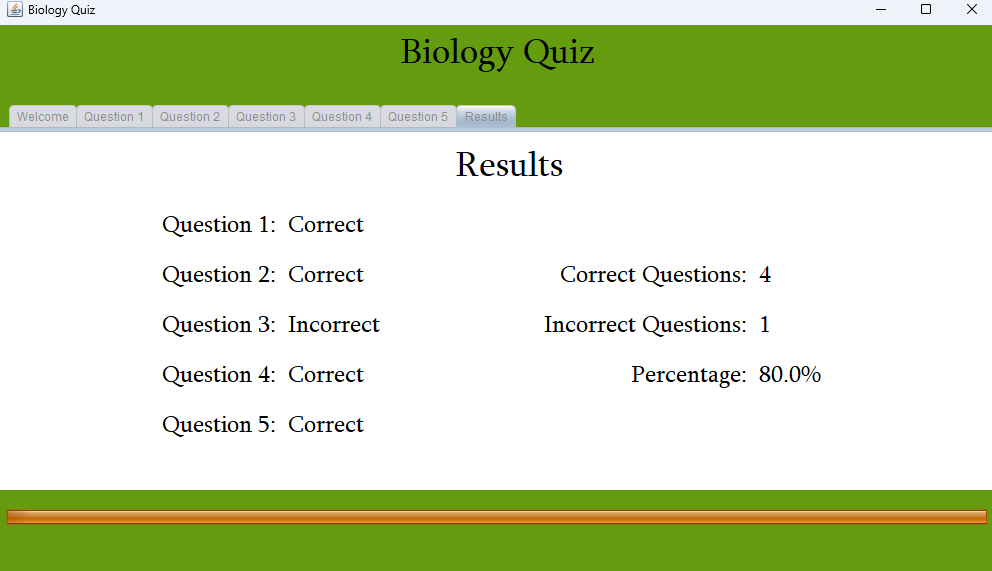 Biology Quiz
Biology Quiz
Welcome Question 1 Question 2 Question 3 Question 4 Question 5 Results
Results
Question 1: Correct
Question 2: Correct
Question 3: Incorrect
Question 4: Correct
Question 5: Correct
Correct Questions: 4
Incorrect Questions: 1
Percentage: 80.0%